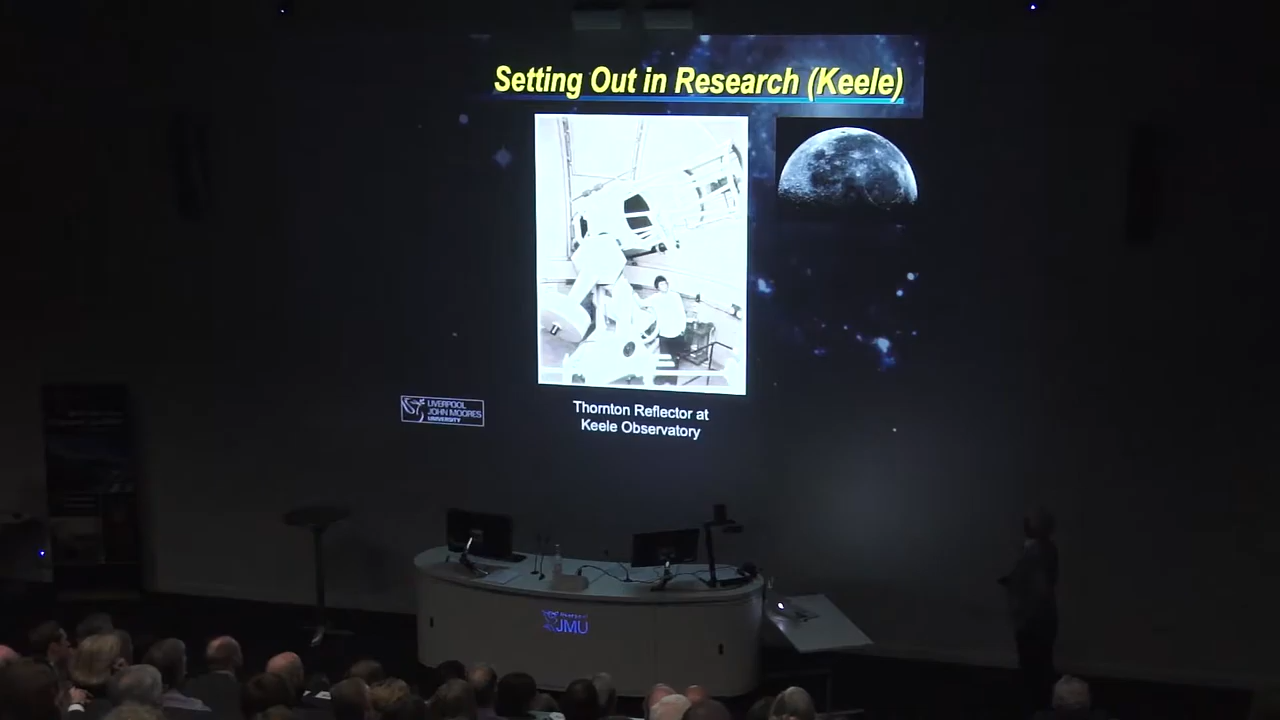 Setting Out in Research (Keele)
Thornton Reflector at
Keele Observatory
LIVERPOOL
JOHN MOORES
UNIVERSITY
JMU